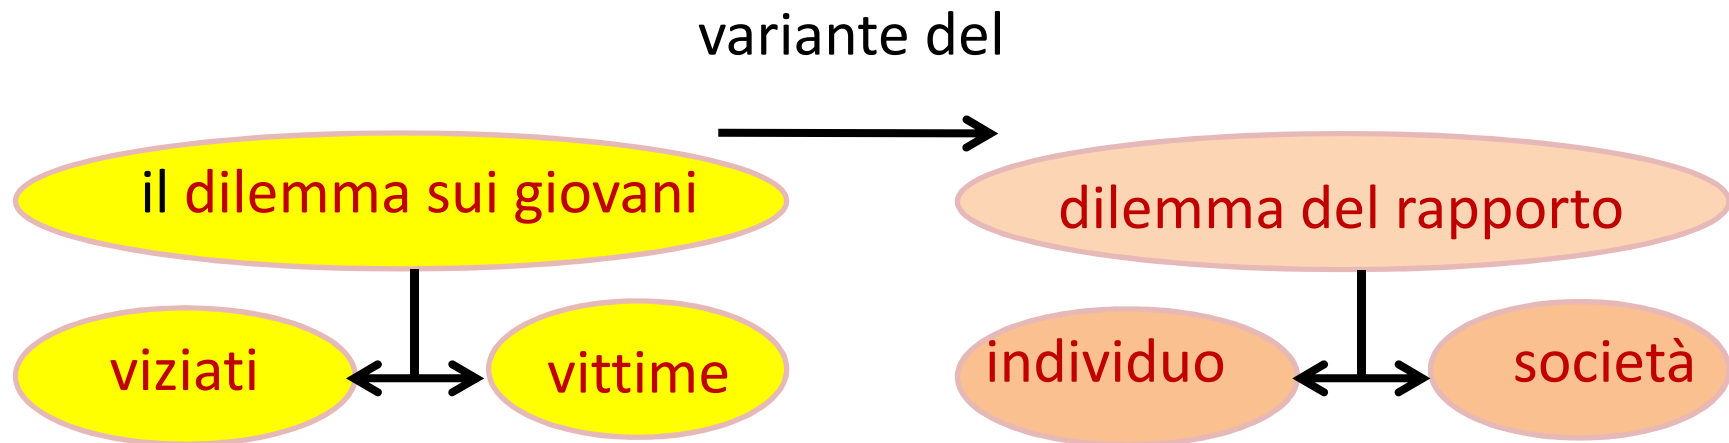 variante del
il dilemma sui giovani
dilemma del rapporto
viziati
vittime
individuo
società